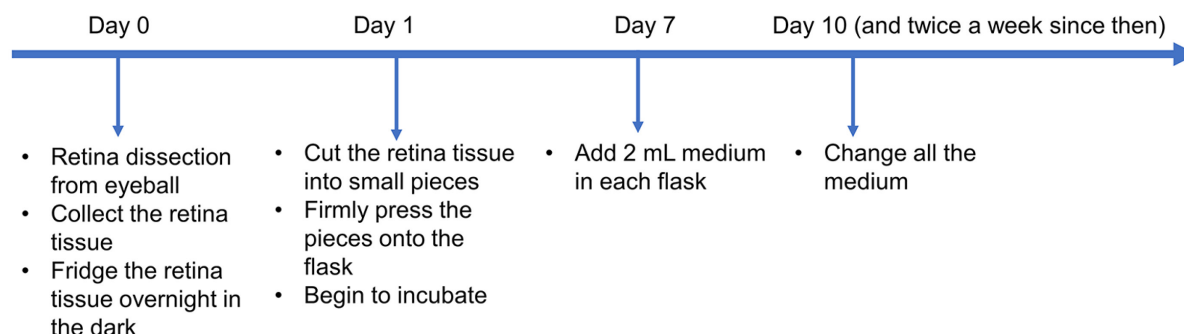 Day 0
Day 1
Day 7
Day 10 (and twice a week since then)
• Retina dissection
from eyeball
• Collect the retina
tissue
• Fridge the retina
tissue overnight in
the dark
• Cut the retina tissue
into small pieces
• Firmly press the
pieces onto the
flask
• Begin to incubate
• Add 2 mL medium
in each flask
• Change all the
medium